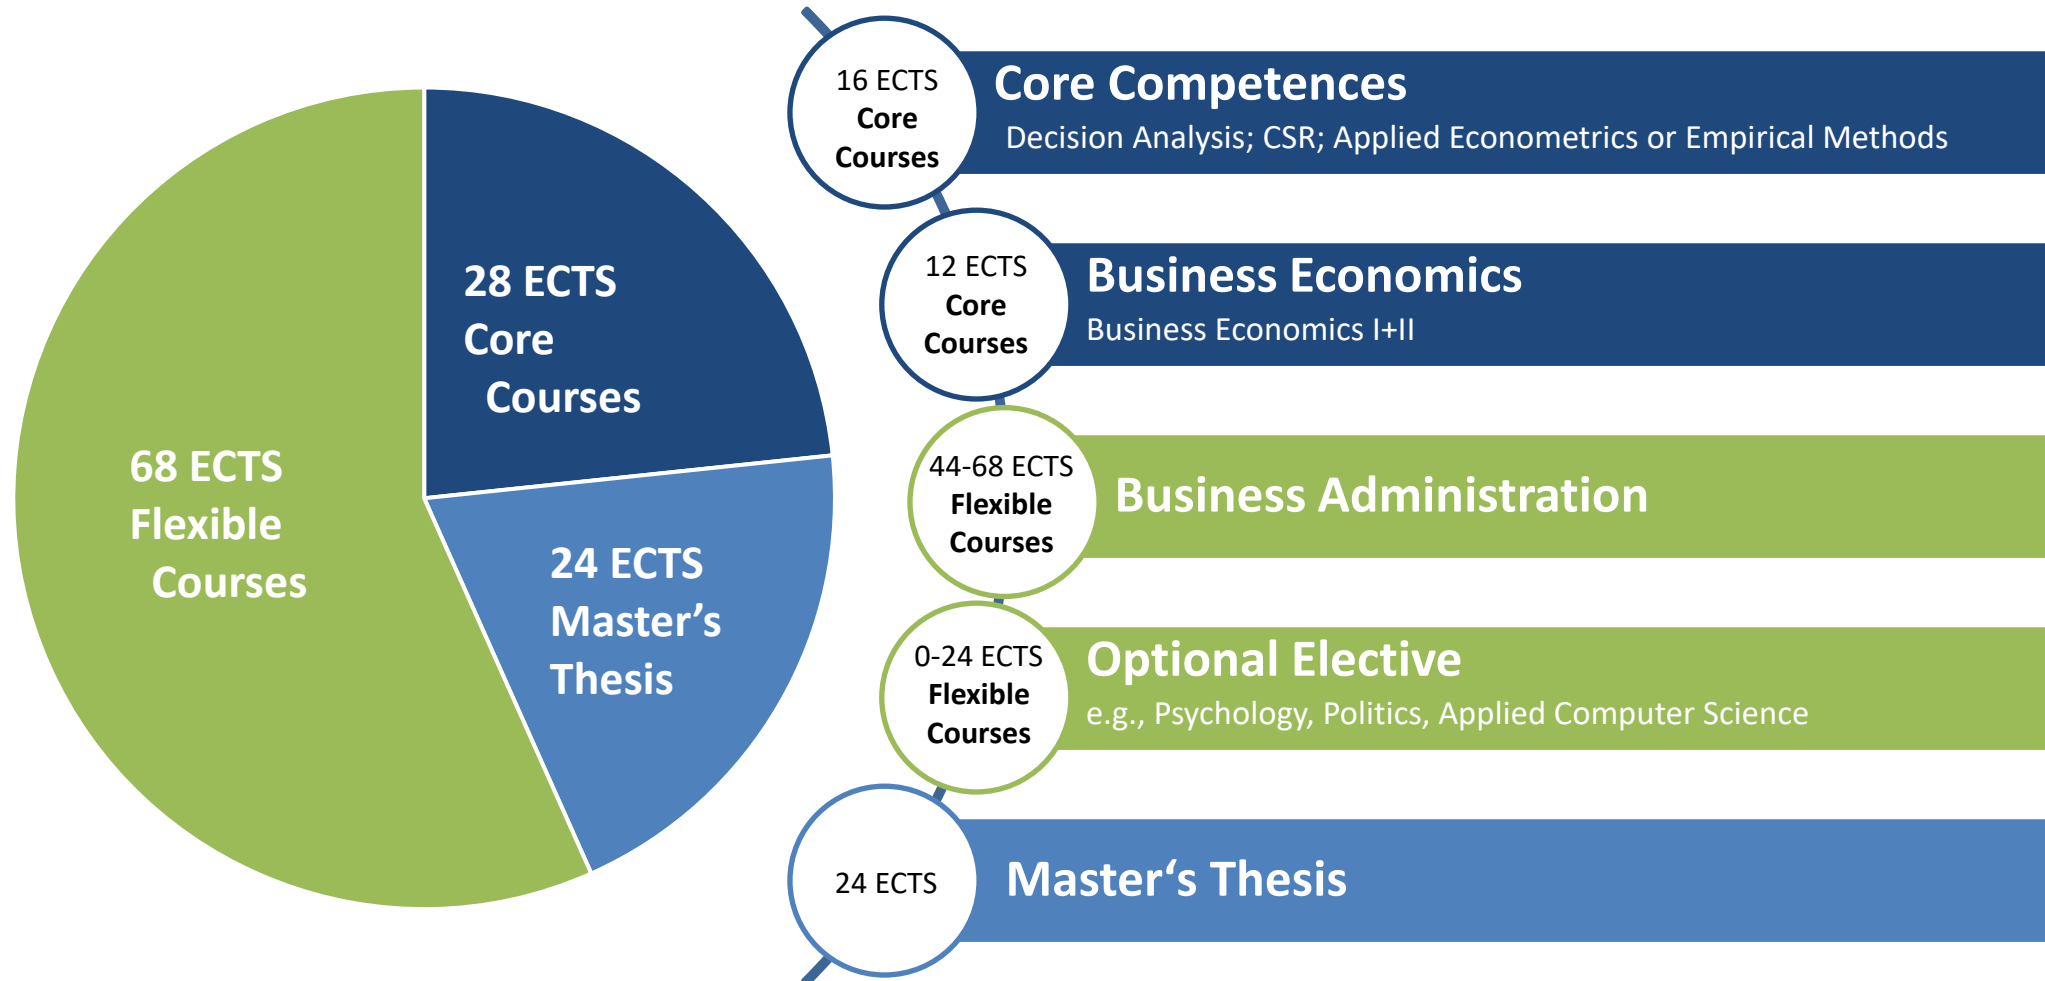 28 ECTS
Core
Courses
68 ECTS
Flexible
Courses
24 ECTS
Master’s
Thesis
16 ECTS
Core
Courses
Core Competences
Decision Analysis; CSR; Applied Econometrics or Empirical Methods
12 ECTS
Core
Courses
Business Economics
Business Economics I+II
44-68 ECTS
Flexible
Courses
Business Administration
0-24 ECTS
Flexible
Courses
Optional Elective
e.g., Psychology, Politics, Applied Computer Science
24 ECTS
Master‘s Thesis